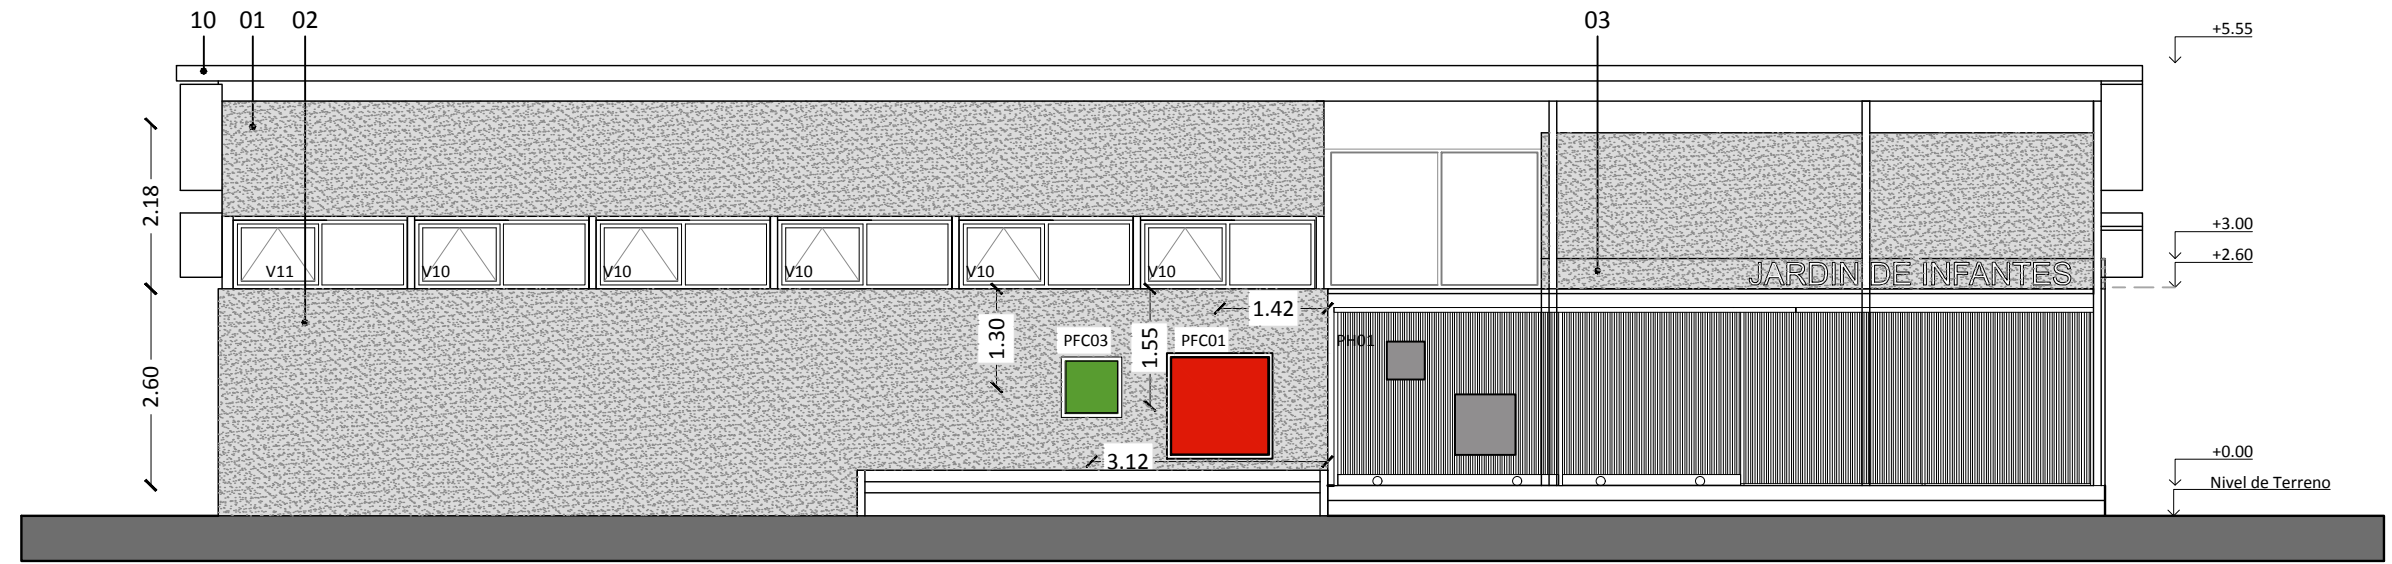 10 01 02 03
+5.55
2.18
+3.00
+2.60
V11 V10 V10 V10 V10 V10
JARDIN DE INFANTES
1.42
1.30
1.55
PFC03 PFC01 PH01
2.60
3.12
+0.00
Nivel de Terreno